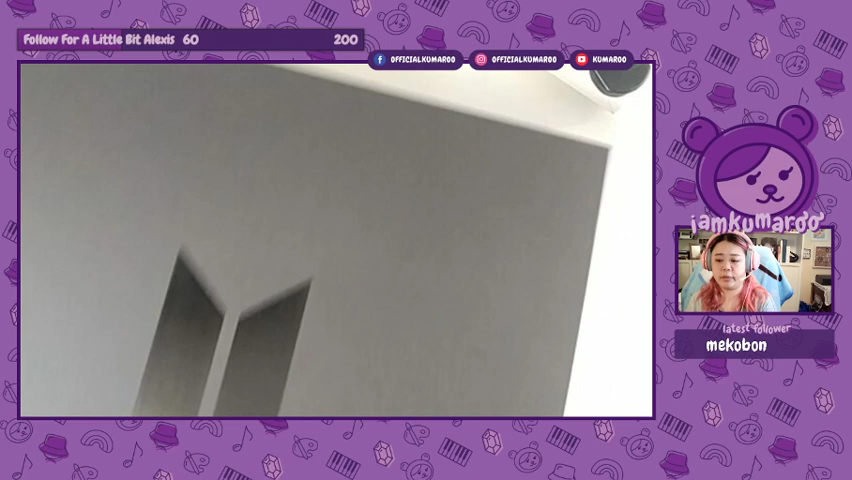 Follow For A Little Bit Alexis 60 200
OFFICIALKUMAROO OFFICIALKUMAROO KUMAROO
iamkumaroo
latest follower
mekobon